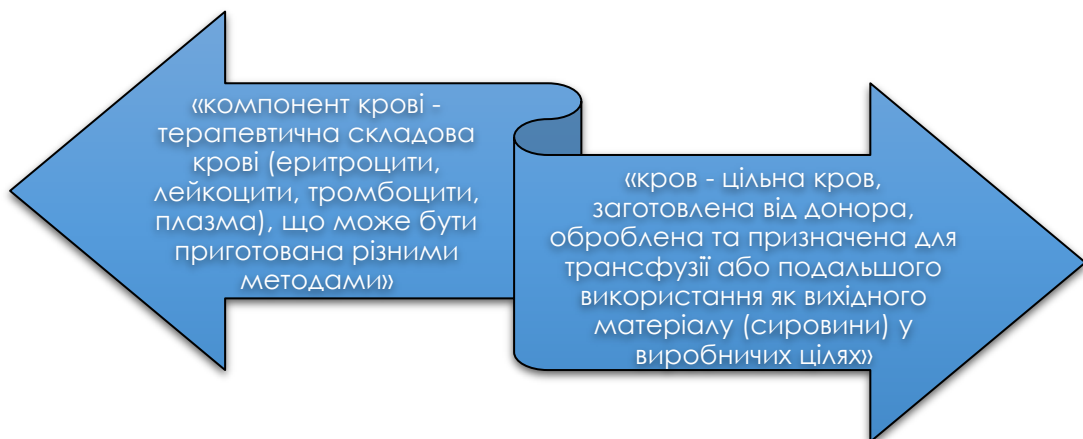 «компонент крові -
терапевтична складова
крові (еритроцити,
лейкоцити, тромбоцити,
плазма), що може бути
приготована різними
методами»
«кров - цільна кров,
заготовлена від донора,
оброблена та призначена для
трансфузії або подальшого
використання як вихідного
матеріалу (сировини) у
виробничих цілях»